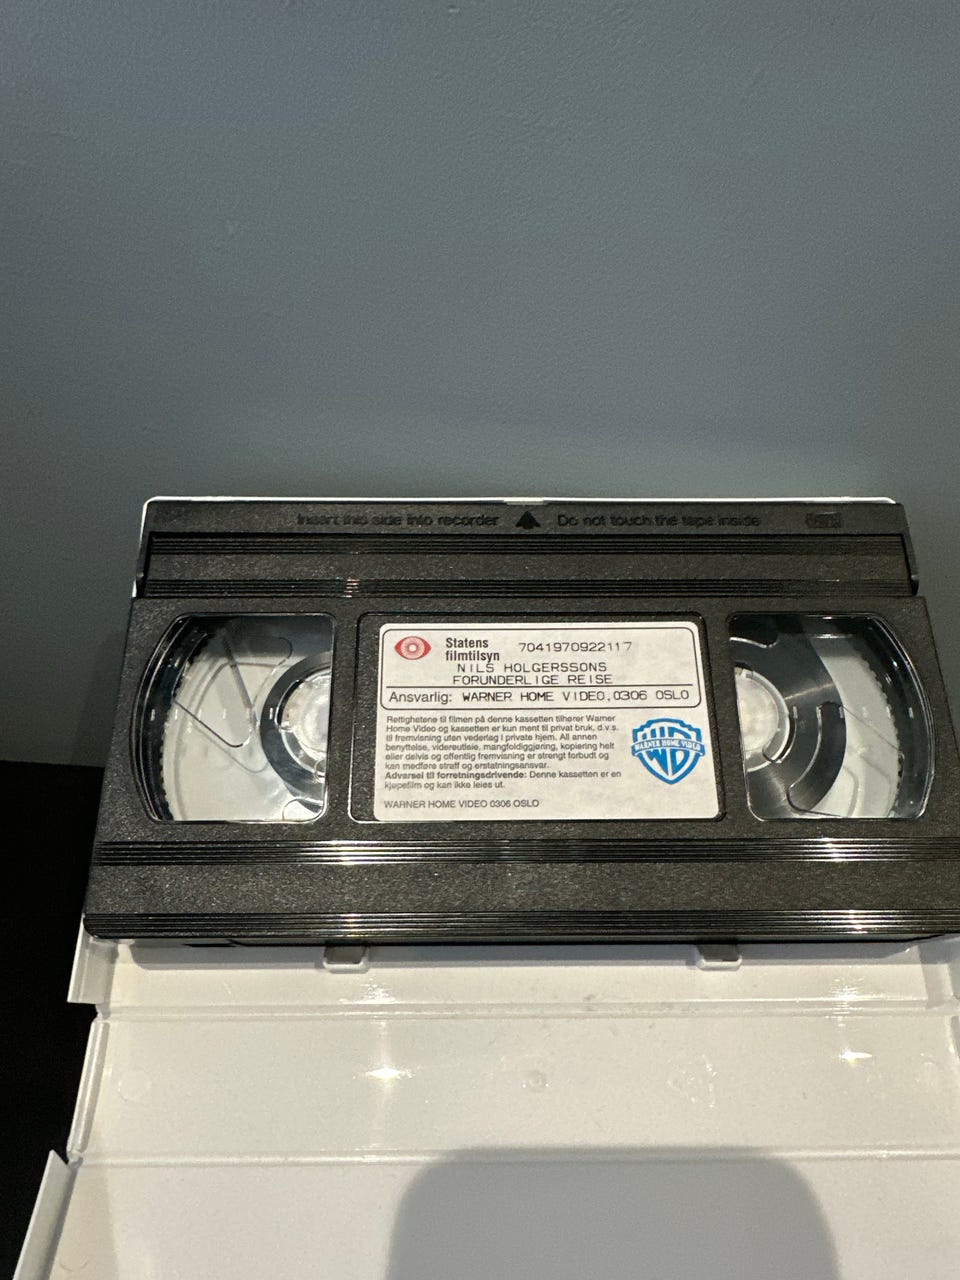 Insert this side into recorder Do not touch the tape inside
Statens
filmtilsyn
7041970922117
NILS HOLGERSSONS
FORUNDERLIGE REISE
Ansvarlig: WARNER HOME VIDEO,0306 OSLO
Rettighetene til filmen på denne kassetten tilhører Warner
Home Video og kassetten er kun ment til privat bruk, d.v.s.
til fremvisning uten vederlag i private hjem. All annen
benyttelse, videreutleie, mangfoldiggjøring, kopiering helt
eller delvis og offentlig fremvisning er strengt forbudt og
kan medføre straff og erstatningsansvar.
Advarsel til forretningsdrivende: Denne kassetten er en
kjøpefilm og kan ikke leies ut.
WARNER HOME VIDEO 0306 OSLO
WARNER HOME VIDEO